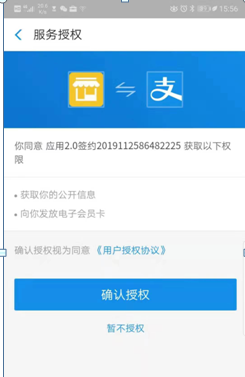 15:56
服务授权
支
你同意 应用2.0签约2019112586482225 获取以下权
限
获取你的公开信息
向你发放电子会员卡
确认授权视为同意《用户授权协议》
确认授权
暂不授权